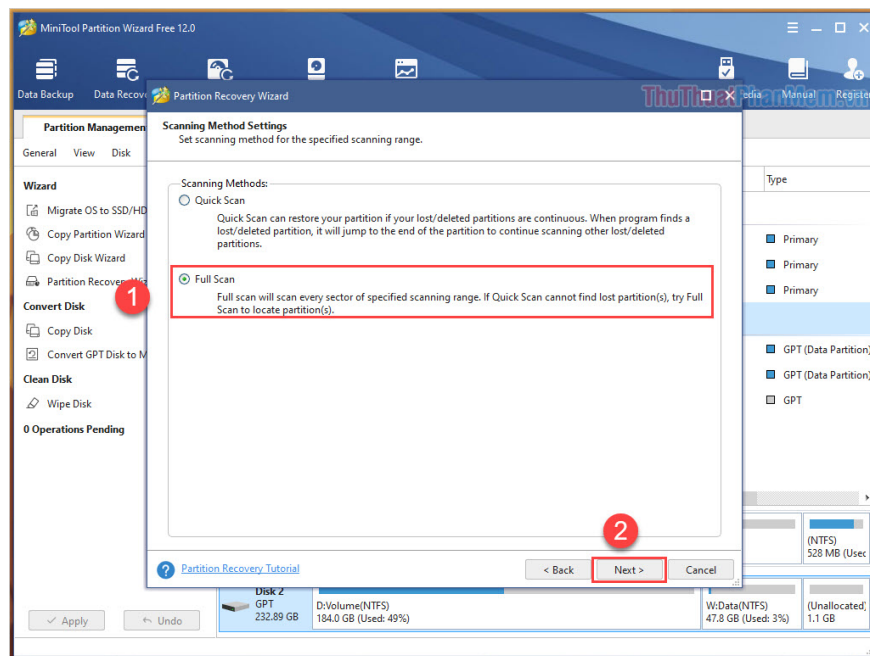 MiniTool Partition Wizard Free 12.0
Data Backup
Data Recov
edia
Manual
Registe
Partition Recovery Wizard
ThuThuatPhanMem.vn
Partition Managemen
General View Disk
Scanning Method Settings
Set scanning method for the specified scanning range.
Type
Wizard
Migrate OS to SSD/HD
Copy Partition Wizard
Copy Disk Wizard
Partition Recovery Wiz
Convert Disk
Copy Disk
Convert GPT Disk to M
Clean Disk
Wipe Disk
0 Operations Pending
Scanning Methods:
Quick Scan
Quick Scan can restore your partition if your lost/deleted partitions are continuous. When program finds a
lost/deleted partition, it will jump to the end of the partition to continue scanning other lost/deleted
partitions.
1
Full Scan
Full scan will scan every sector of specified scanning range. If Quick Scan cannot find lost partition(s), try Full
Scan to locate partition(s).
Primary
Primary
Primary
GPT (Data Partition)
GPT (Data Partition)
GPT
2
Partition Recovery Tutorial
< Back
Next >
Cancel
(NTFS)
528 MB (Usec
Disk 2
GPT
232.89 GB
D:Volume(NTFS)
184.0 GB (Used: 49%)
W:Data(NTFS)
47.8 GB (Used: 3%)
(Unallocated)
1.1 GB
Apply
Undo